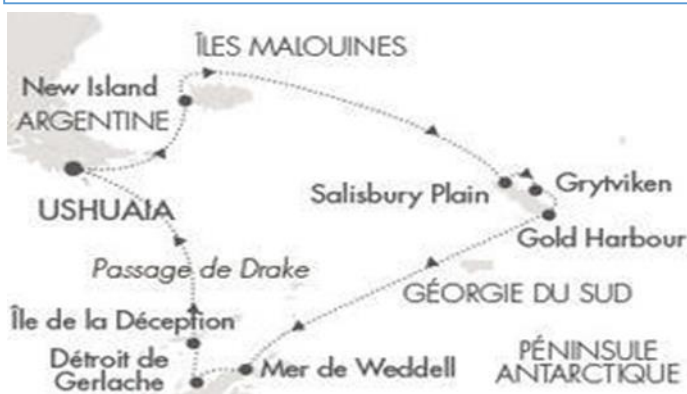 ÎLES MALOUINES
New Island
ARGENTINE
Salisbury Plain
Grytviken
USHUAIA
Gold Harbour
Passage de Drake
GÉORGIE DU SUD
Île de la Déception
Détroit de
Gerlache
Mer de Weddell
PÉNINSULE
ANTARCTIQUE